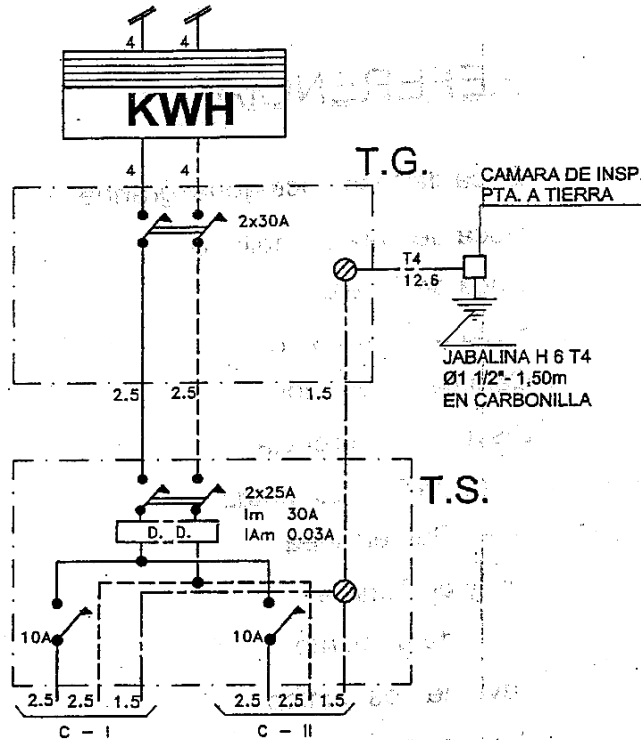 4 4
KWH
4 4
T.G.
CAMARA DE INSP.
PTA. A TIERRA
2x30A
T4
12.6
JABALINA H 6 T4
Ø1 1/2"- 1,50m
EN CARBONILLA
2.5 2.5 1.5
T.S.
2x25A
Im 30A
IAm 0.03A
D. D.
10A 10A
2.5 2.5 1.5 2.5 2.5 1.5
C - I C - II